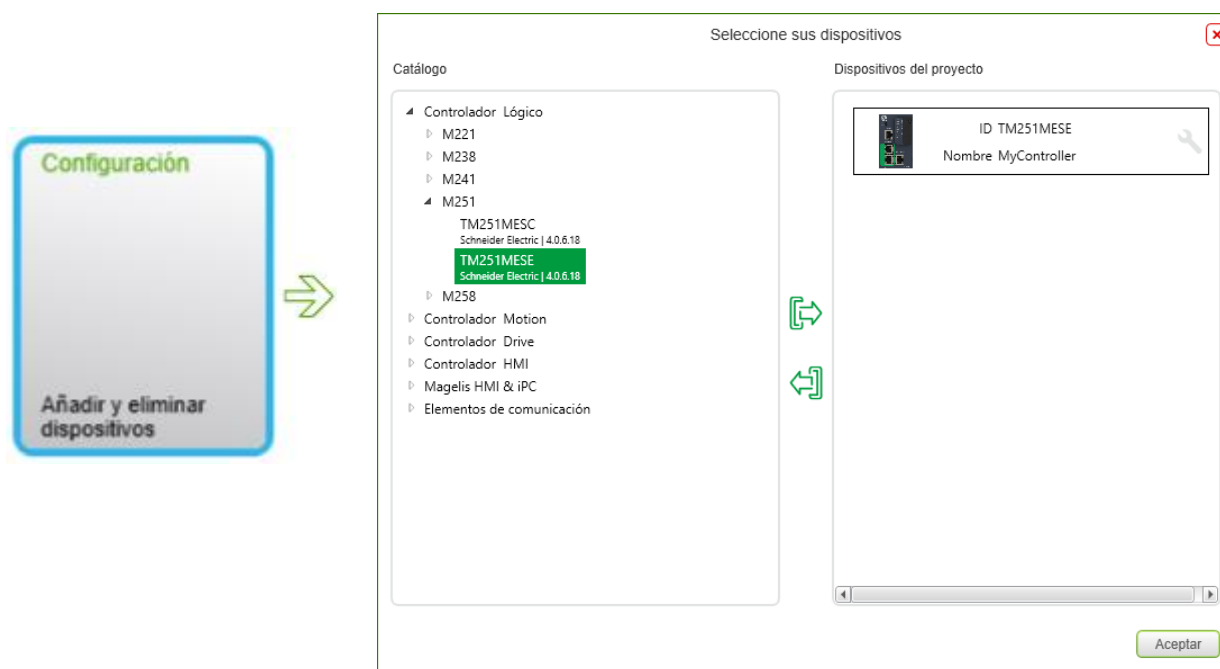 Configuración
Añadir y eliminar
dispositivos
Seleccione sus dispositivos
Catálogo
Controlador Lógico
M221
M238
M241
M251
TM251MESC
Schneider Electric | 4.0.6.18
TM251MESE
Schneider Electric | 4.0.6.18
M258
Controlador Motion
Controlador Drive
Controlador HMI
Magelis HMI & iPC
Elementos de comunicación
Dispositivos del proyecto
ID TM251MESE
Nombre MyController
Aceptar